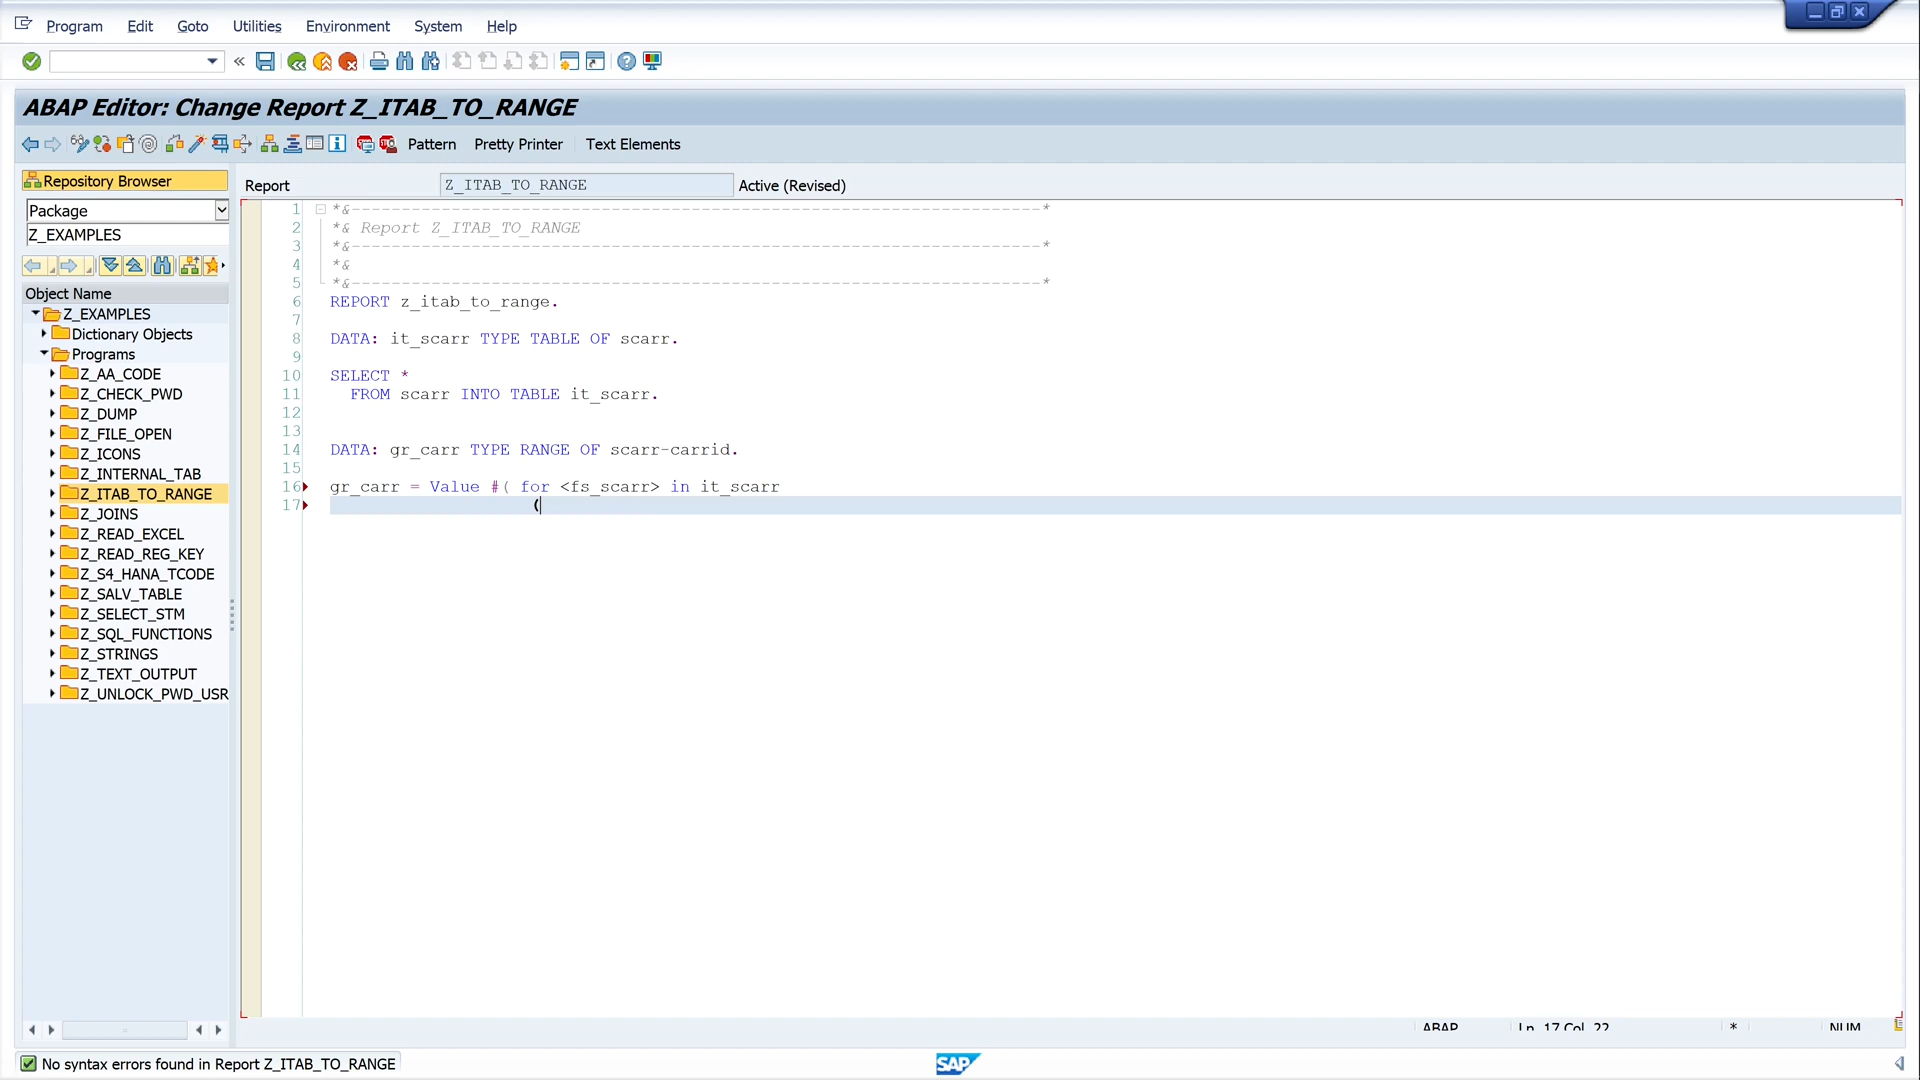 Program Edit Goto Utilities Environment System Help
«
ABAP Editor: Change Report Z_ITAB_TO_RANGE
Pattern Pretty Printer Text Elements
Repository Browser
Package
Z_EXAMPLES
Object Name
Z_EXAMPLES
Dictionary Objects
Programs
Z_AA_CODE
Z_CHECK_PWD
Z_DUMP
Z_FILE_OPEN
Z_ICONS
Z_INTERNAL_TAB
Z_ITAB_TO_RANGE
Z_JOINS
Z_READ_EXCEL
Z_READ_REG_KEY
Z_S4_HANA_TCODE
Z_SALV_TABLE
Z_SELECT_STM
Z_SQL_FUNCTIONS
Z_STRINGS
Z_TEXT_OUTPUT
Z_UNLOCK_PWD_USR
Report Z_ITAB_TO_RANGE Active (Revised)
1 *&---------------------------------------------------------------------*
2 *& Report Z_ITAB_TO_RANGE
3 *&---------------------------------------------------------------------*
4 *&
5 *&---------------------------------------------------------------------*
6 REPORT z_itab_to_range.
7
8 DATA: it_scarr TYPE TABLE OF scarr.
9
10 SELECT *
11 FROM scarr INTO TABLE it_scarr.
12
13
14 DATA: gr_carr TYPE RANGE OF scarr-carrid.
15
16 gr_carr = Value #( for <fs_scarr> in it_scarr
17 (
ABAP Ln 17 Col 22 * NUM
No syntax errors found in Report Z_ITAB_TO_RANGE
SAP